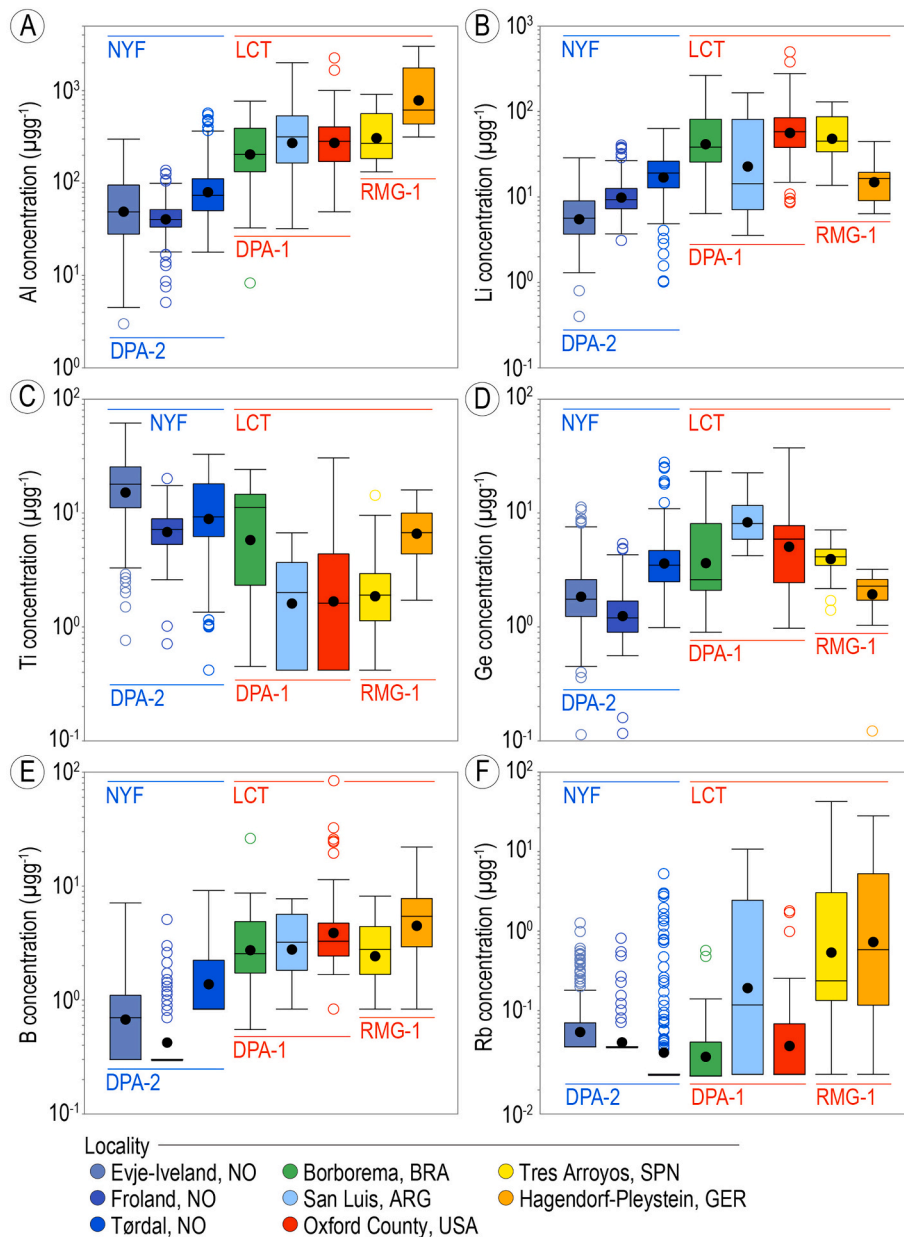 A
NYF
LCT
RMG-1
DPA-1
DPA-2
Al concentration (µgg⁻¹)
10³
10²
10¹
10⁰
B
NYF
LCT
RMG-1
DPA-1
DPA-2
Li concentration (µgg⁻¹)
10³
10²
10¹
10⁰
10⁻¹
C
NYF
LCT
DPA-2
DPA-1
RMG-1
Ti concentration (µgg⁻¹)
10²
10¹
10⁰
10⁻¹
D
NYF
LCT
RMG-1
DPA-1
DPA-2
Ge concentration (µgg⁻¹)
10²
10¹
10⁰
10⁻¹
E
NYF
LCT
RMG-1
DPA-1
DPA-2
B concentration (µgg⁻¹)
10²
10¹
10⁰
10⁻¹
F
NYF
LCT
DPA-2
DPA-1
RMG-1
Rb concentration (µgg⁻¹)
10²
10¹
10⁰
10⁻¹
10⁻²
Locality
Evje-Iveland, NO
Froland, NO
Tørdal, NO
Borborema, BRA
San Luis, ARG
Oxford County, USA
Tres Arroyos, SPN
Hagendorf-Pleystein, GER